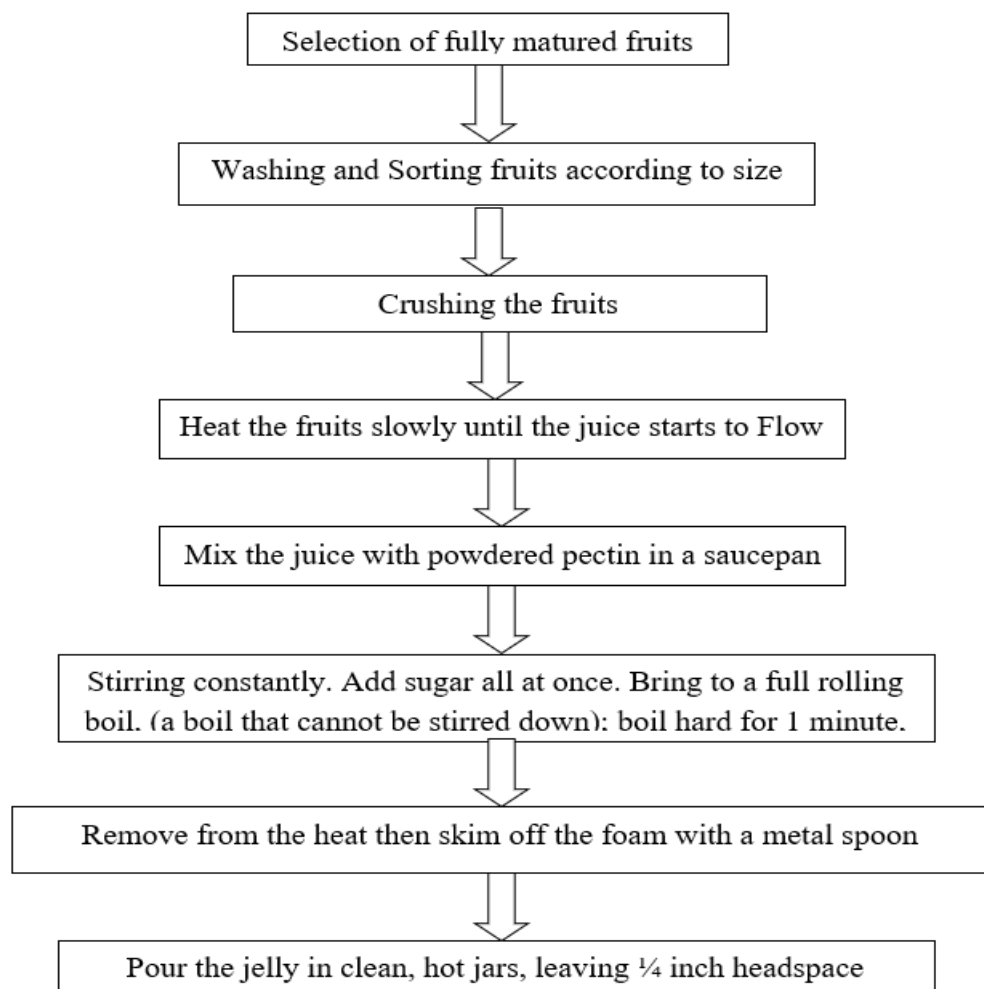 Selection of fully matured fruits
Washing and Sorting fruits according to size
Crushing the fruits
Heat the fruits slowly until the juice starts to Flow
Mix the juice with powdered pectin in a saucepan
Stirring constantly. Add sugar all at once. Bring to a full rolling
boil. (a boil that cannot be stirred down); boil hard for 1 minute.
Remove from the heat then skim off the foam with a metal spoon
Pour the jelly in clean, hot jars, leaving ¼ inch headspace